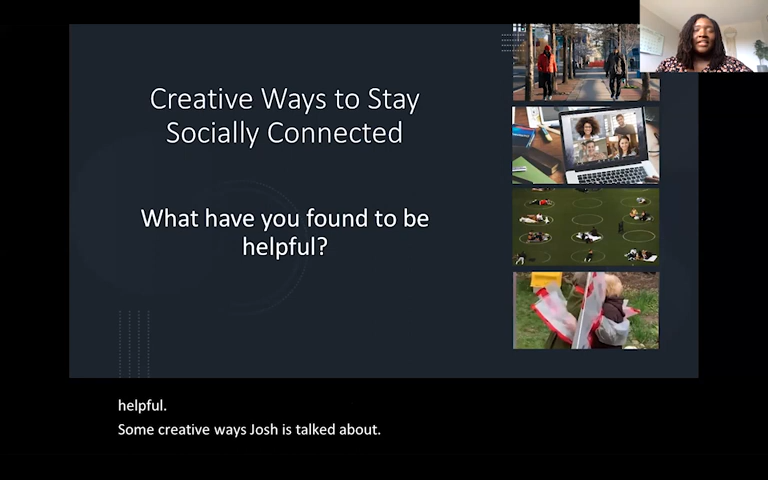 Creative Ways to Stay
Socially Connected
What have you found to be
helpful?
helpful.
Some creative ways Josh is talked about.